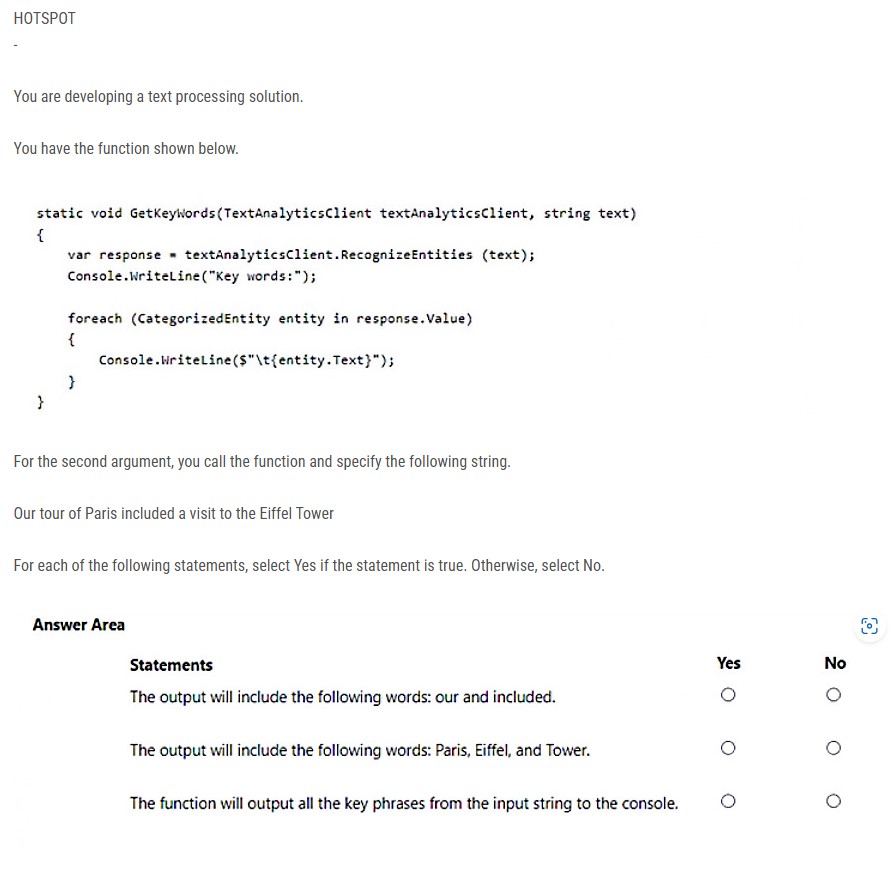 HOTSPOT
-
You are developing a text processing solution.
You have the function shown below.
static void GetKeyWords(TextAnalyticsClient textAnalyticsClient, string text)
{
var response = textAnalyticsClient.RecognizeEntities (text);
Console.WriteLine("Key words:");
foreach (CategorizedEntity entity in response.Value)
{
Console.WriteLine($"\t{entity.Text}");
}
}
For the second argument, you call the function and specify the following string.
Our tour of Paris included a visit to the Eiffel Tower
For each of the following statements, select Yes if the statement is true. Otherwise, select No.
Answer Area
Statements Yes No
The output will include the following words: our and included.
The output will include the following words: Paris, Eiffel, and Tower.
The function will output all the key phrases from the input string to the console.